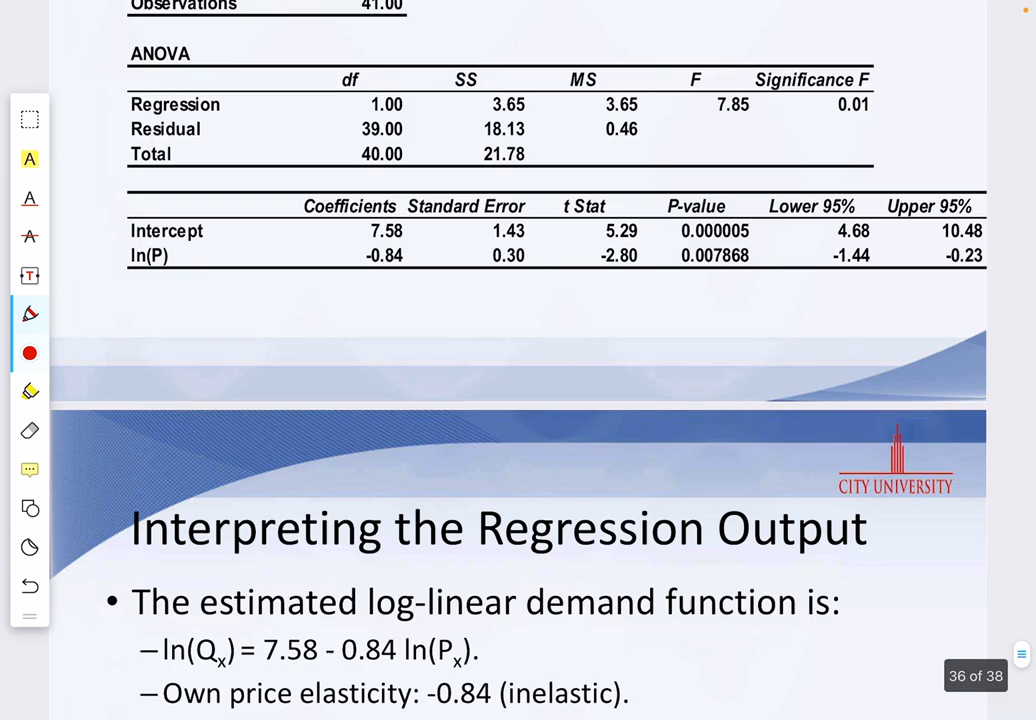 Observations 41.00
ANOVA
df SS MS F Significance F
Regression 1.00 3.65 3.65 7.85 0.01
Residual 39.00 18.13 0.46
Total 40.00 21.78
Coefficients Standard Error t Stat P-value Lower 95% Upper 95%
Intercept 7.58 1.43 5.29 0.000005 4.68 10.48
ln(P) -0.84 0.30 -2.80 0.007868 -1.44 -0.23
CITY UNIVERSITY
Interpreting the Regression Output
• The estimated log-linear demand function is:
–ln(Qx) = 7.58 - 0.84 ln(Px).
–Own price elasticity: -0.84 (inelastic).
36 of 38
A
A
A
T